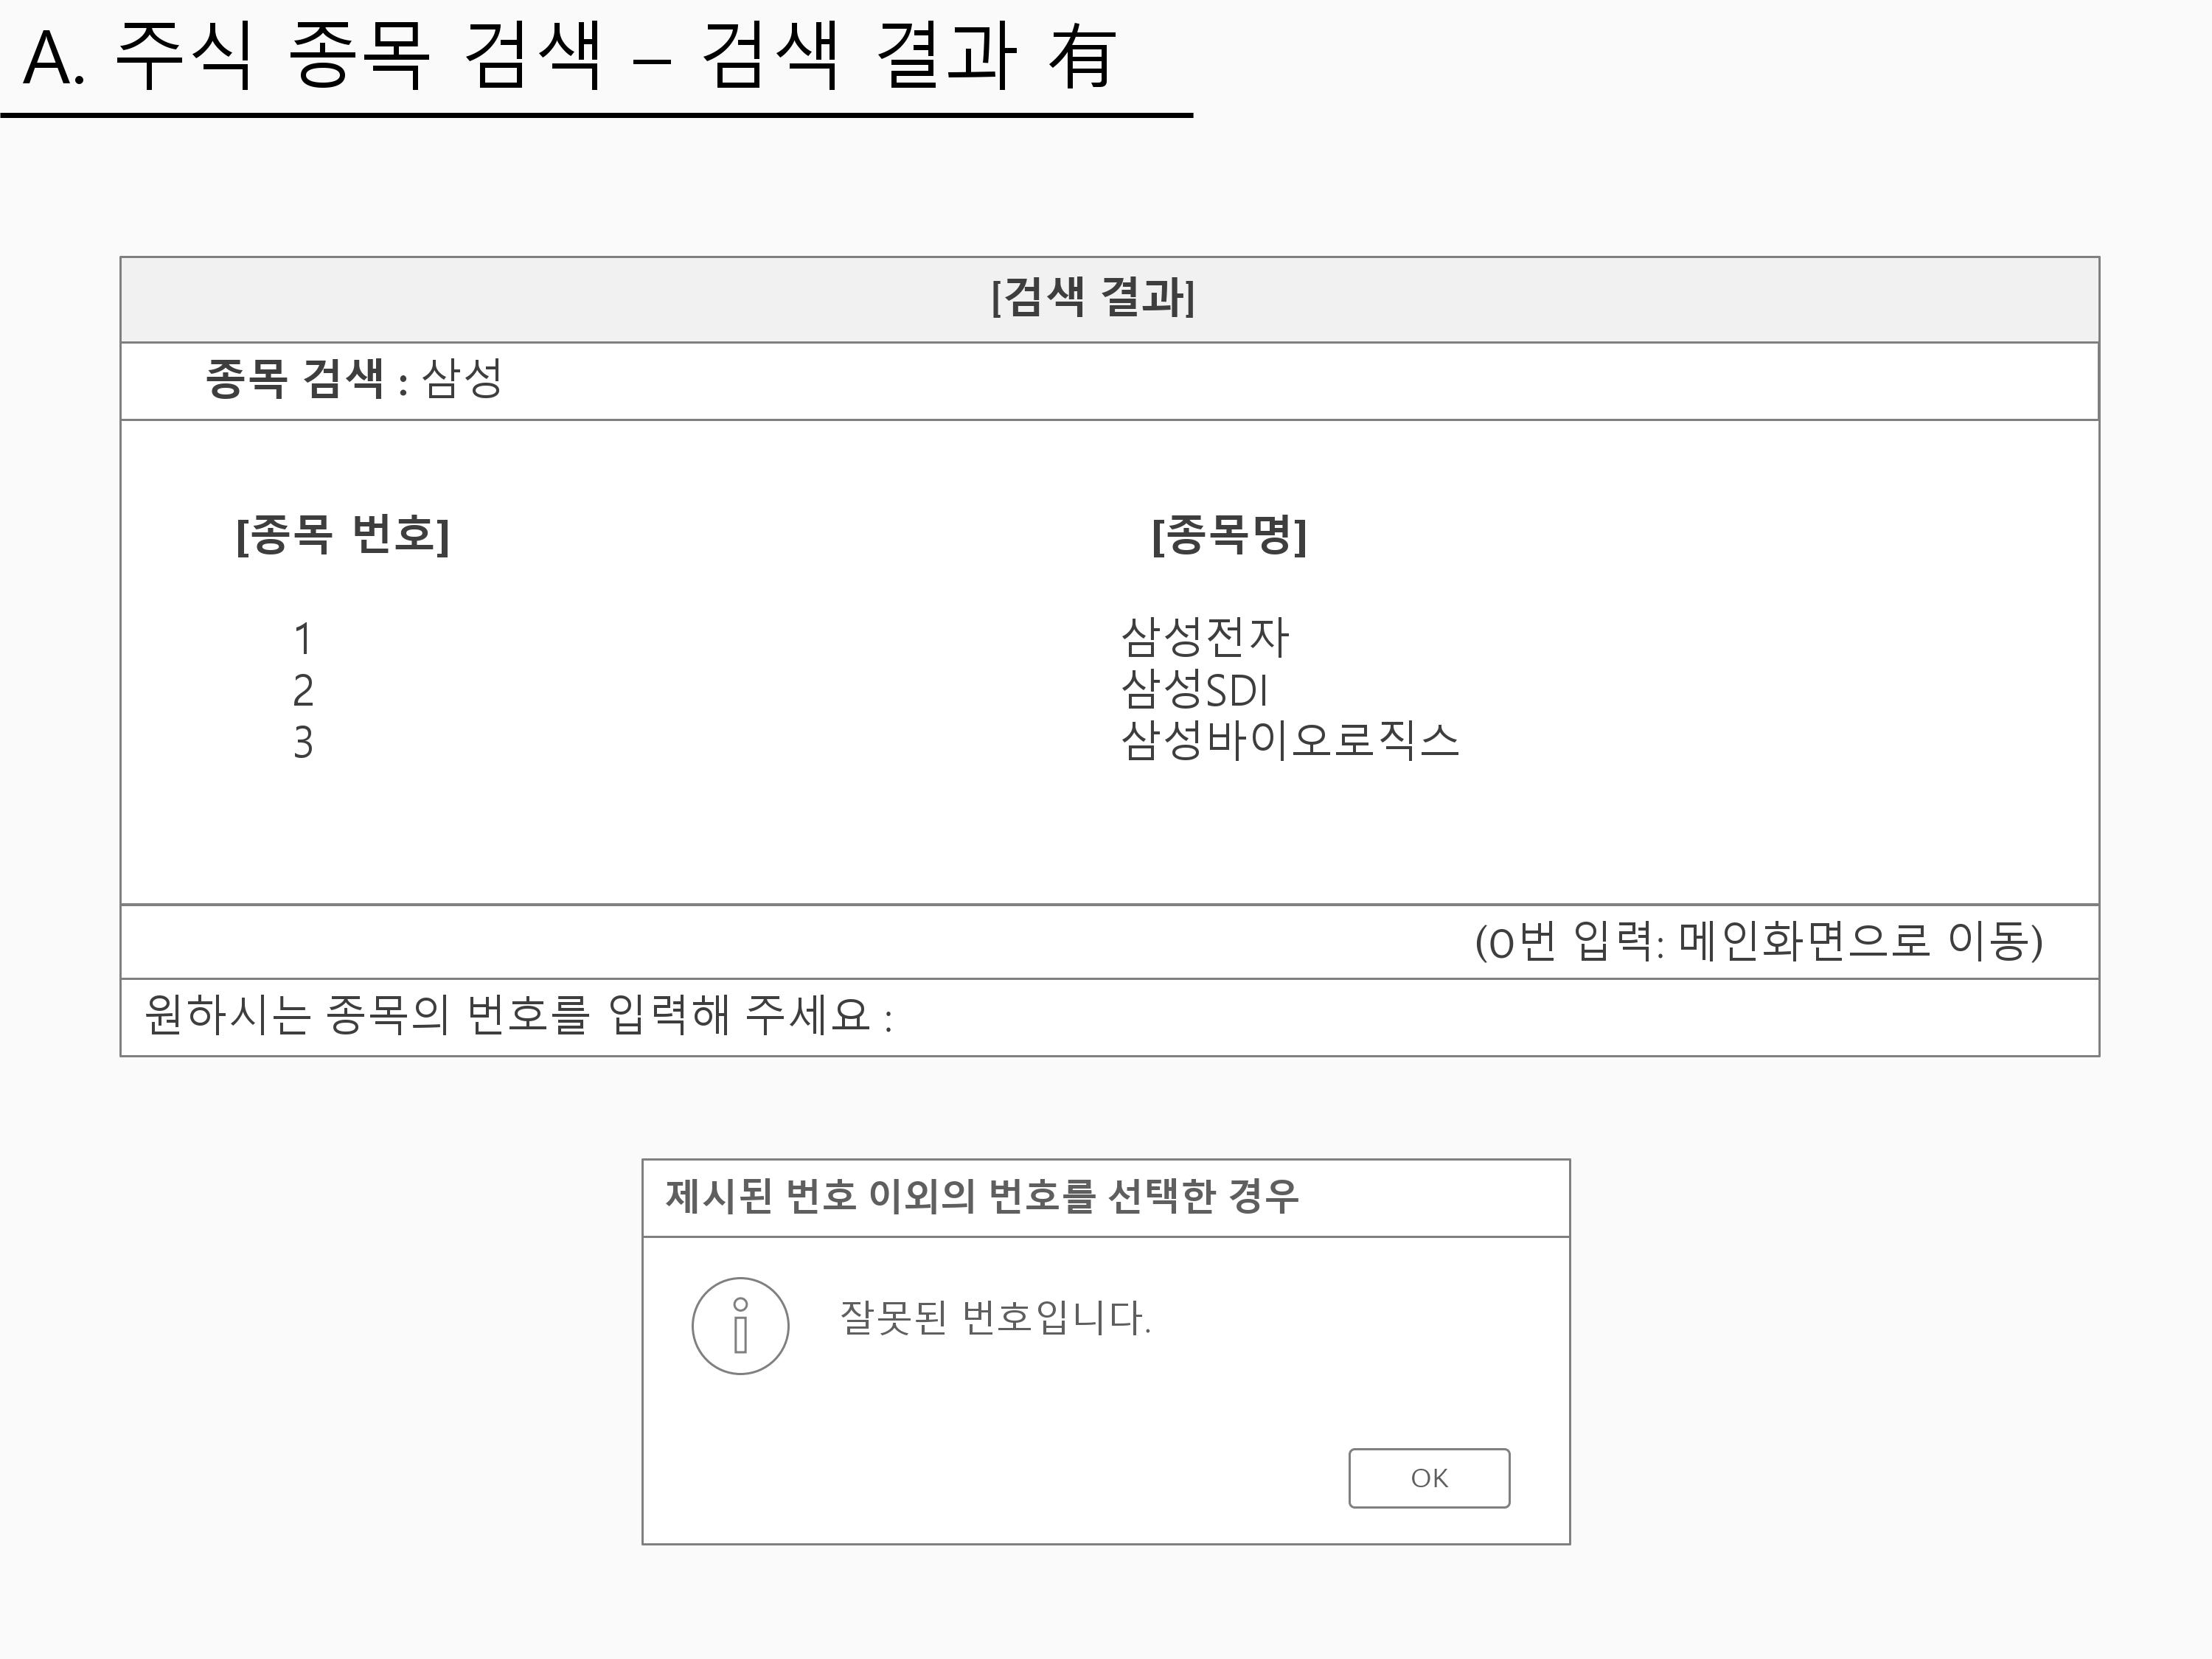 A. 주식 종목 검색 – 검색 결과 有
[검색 결과]
종목 검색 : 삼성
[종목 번호] [종목명]
1 삼성전자
2 삼성SDI
3 삼성바이오로직스
(0번 입력: 메인화면으로 이동)
원하시는 종목의 번호를 입력해 주세요 :
제시된 번호 이외의 번호를 선택한 경우
i 잘못된 번호입니다.
OK